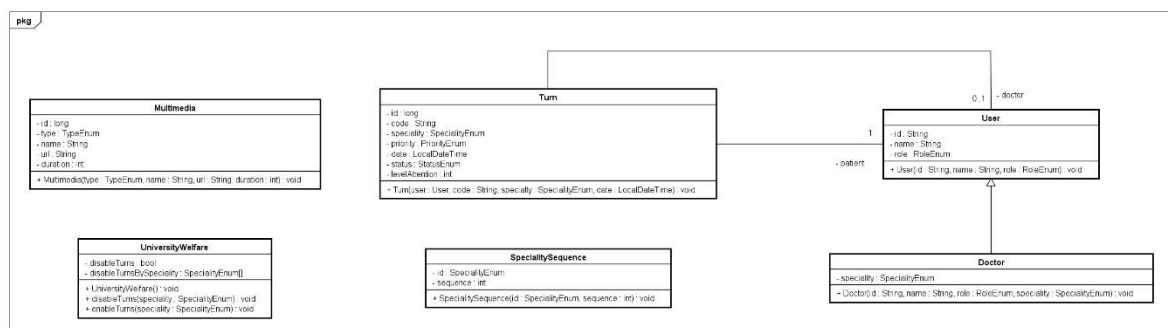 pkg
Multimedia
- id : long
- type : TypeEnum
- name : String
- url : String
- duration : int
+ Multimedia(type : TypeEnum, name : String, url : String, duration : int) : void
Turn
- id : long
- code : String
- speciality : SpecialityEnum
- priority : PriorityEnum
- date : LocalDateTime
- status : StatusEnum
- levelAttention : int
+ Turn(user : User, code : String, specialty : SpecialityEnum, date : LocalDateTime) : void
0..1
- doctor
1
- patient
User
- id : String
- name : String
- role : RoleEnum
+ User(id : String, name : String, role : RoleEnum) : void
UniversityWelfare
- disableTurns : bool
- disableTurnsBySpeciality : SpecialityEnum[]
+ UniversityWelfare() : void
+ disableTurns(speciality : SpecialityEnum) : void
+ enableTurns(speciality : SpecialityEnum) : void
SpecialitySequence
- id : SpecialityEnum
- sequence : int
+ SpecialitySequence(id : SpecialityEnum, sequence : int) : void
Doctor
- speciality : SpecialityEnum
+ Doctor(id : String, name : String, role : RoleEnum, speciality : SpecialityEnum) : void